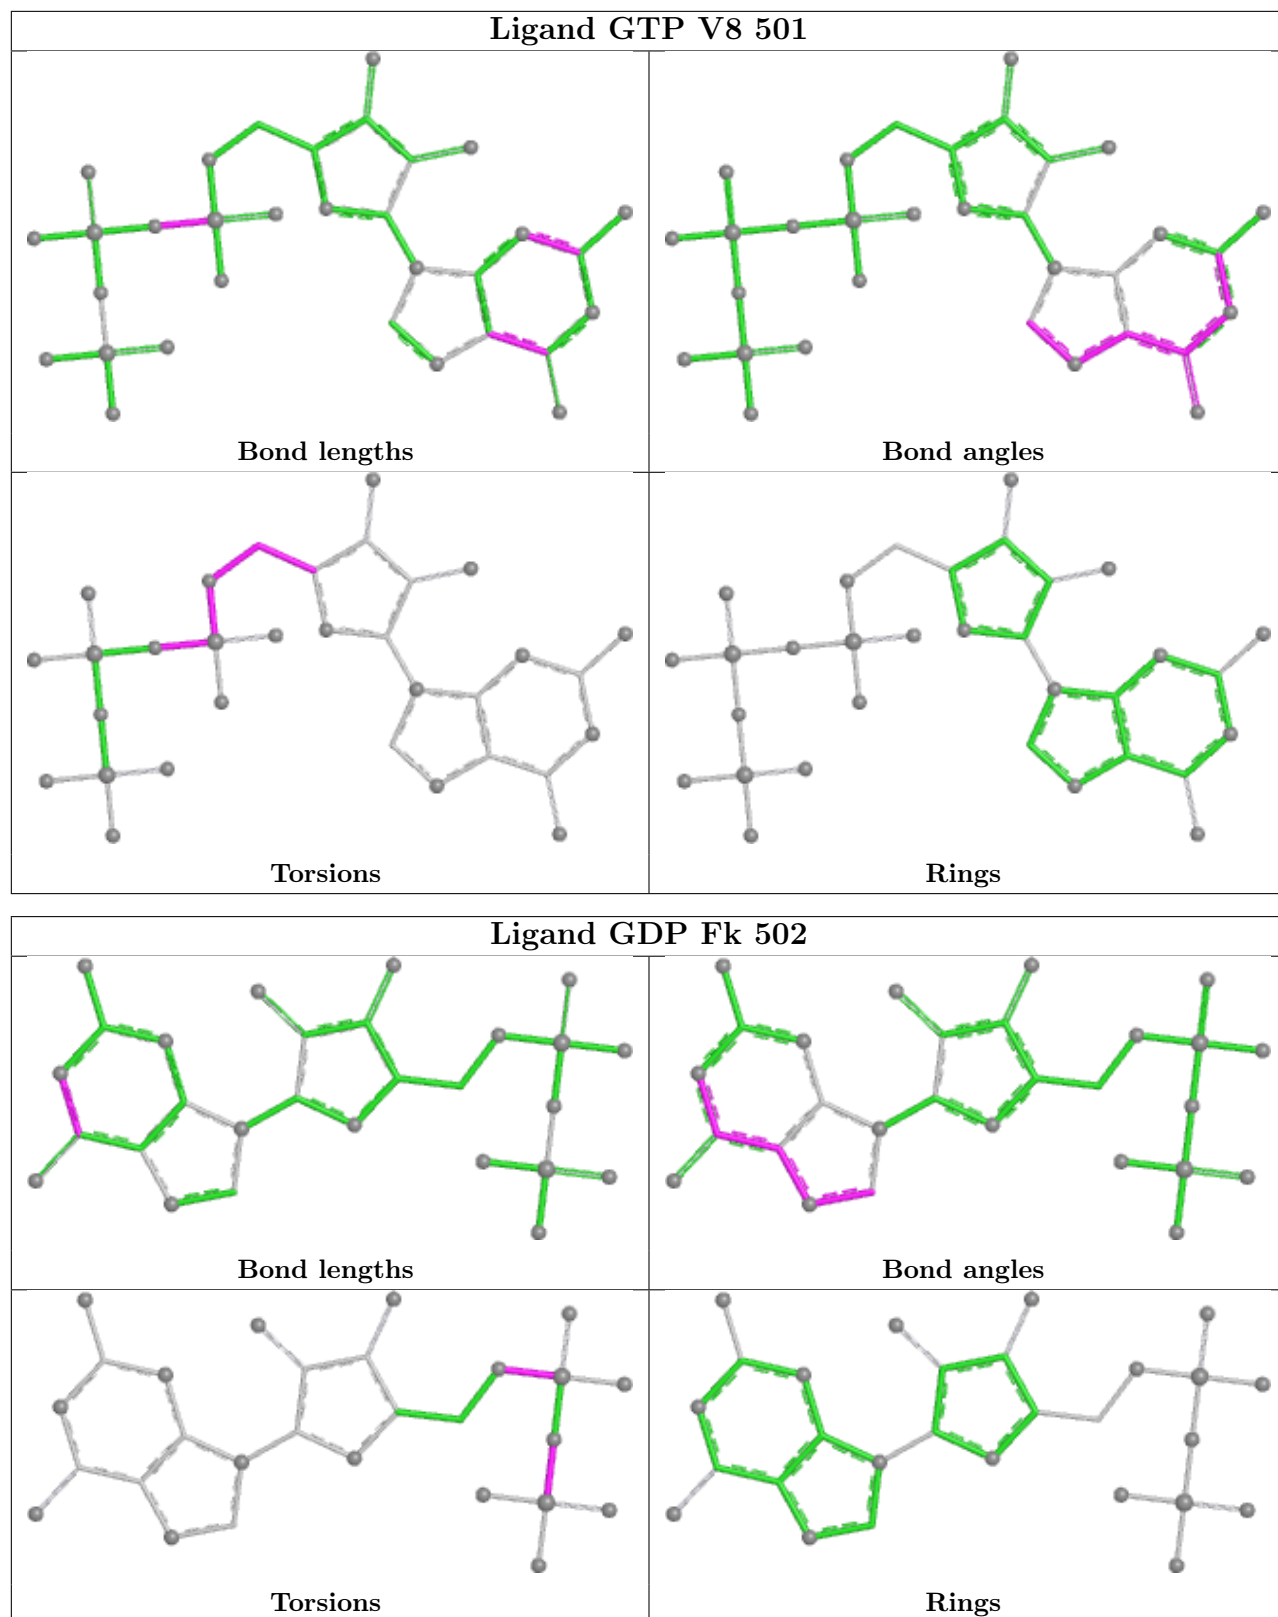 Ligand GTP V8 501
Bond lengths
Bond angles
Torsions
Rings
Ligand GDP Fk 502
Bond lengths
Bond angles
Torsions
Rings